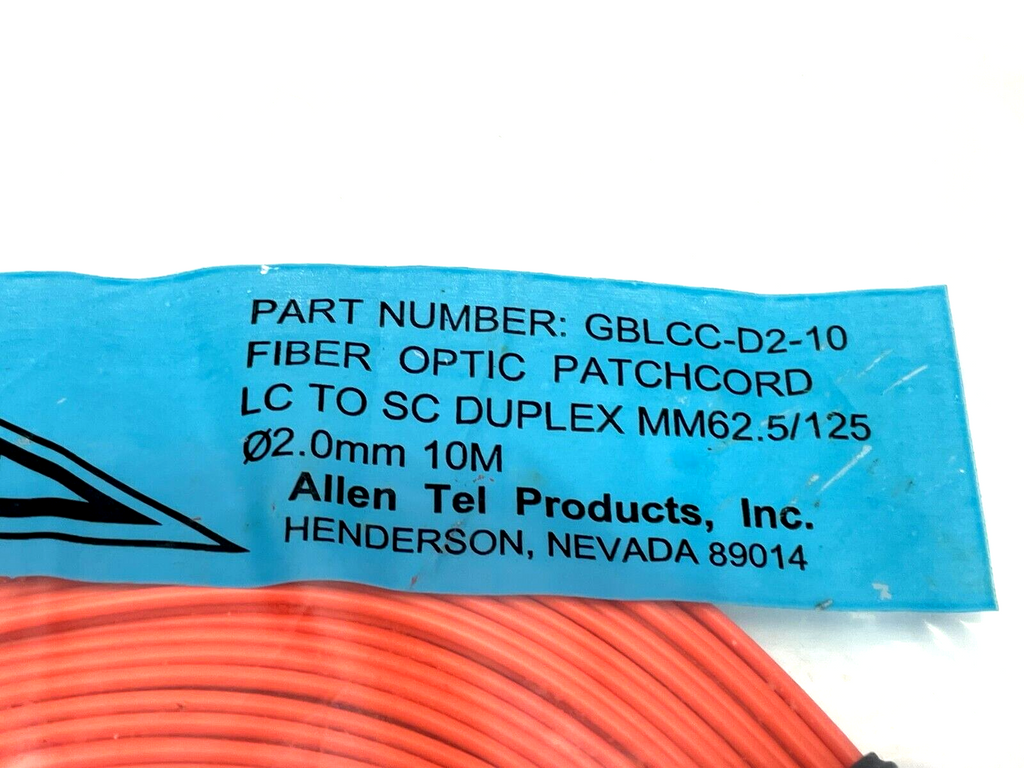 PART NUMBER: GBLCC-D2-10
FIBER OPTIC PATCHCORD
LC TO SC DUPLEX MM62.5/125
Ø2.0mm 10M
Allen Tel Products, Inc.
HENDERSON, NEVADA 89014